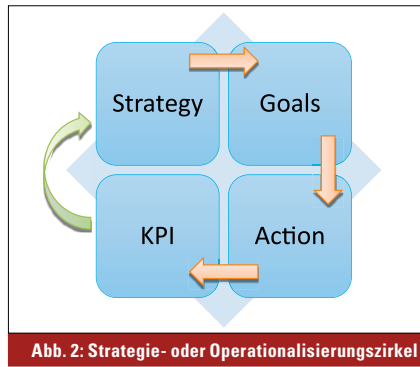 Strategy
Goals
KPI
Action
Abb. 2: Strategie- oder Operationalisierungszirkel